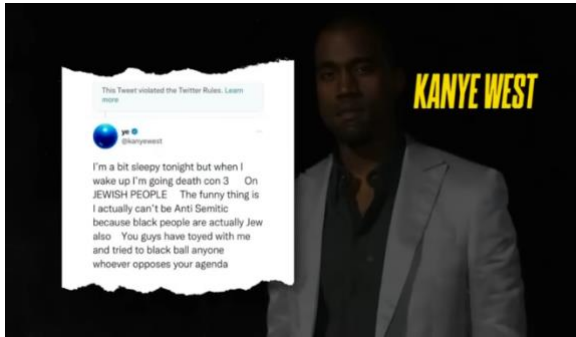 This Tweet violated the Twitter Rules. Learn
more
ye
@kanyewest
I'm a bit sleepy tonight but when I
wake up I'm going death con 3 On
JEWISH PEOPLE The funny thing is
I actually can't be Anti Semitic
because black people are actually Jew
also You guys have toyed with me
and tried to black ball anyone
whoever opposes your agenda
KANYE WEST